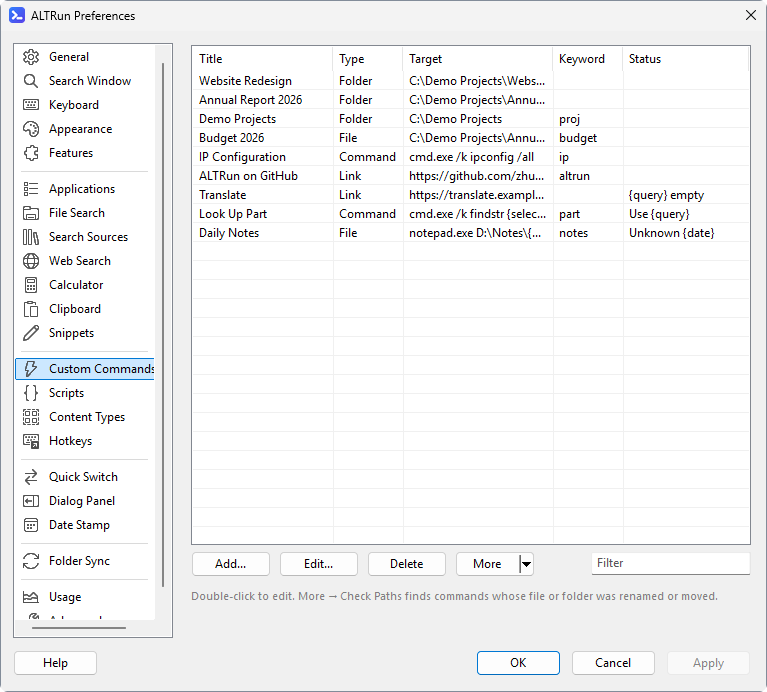 ALTRun Preferences
General
Search Window
Keyboard
Appearance
Features
Applications
File Search
Search Sources
Web Search
Calculator
Clipboard
Snippets
Custom Commands
Scripts
Content Types
Hotkeys
Quick Switch
Dialog Panel
Date Stamp
Folder Sync
Usage
Title Type Target Keyword Status
Website Redesign Folder C:\Demo Projects\Webs...
Annual Report 2026 Folder C:\Demo Projects\Annu...
Demo Projects Folder C:\Demo Projects proj
Budget 2026 File C:\Demo Projects\Annu... budget
IP Configuration Command cmd.exe /k ipconfig /all ip
ALTRun on GitHub Link https://github.com/zhu... altrun
Translate Link https://translate.exampl... {query} empty
Look Up Part Command cmd.exe /k findstr {selec... part Use {query}
Daily Notes File notepad.exe D:\Notes\{... notes Unknown {date}
Add... Edit... Delete More Filter
Double-click to edit. More → Check Paths finds commands whose file or folder was renamed or moved.
Help OK Cancel Apply